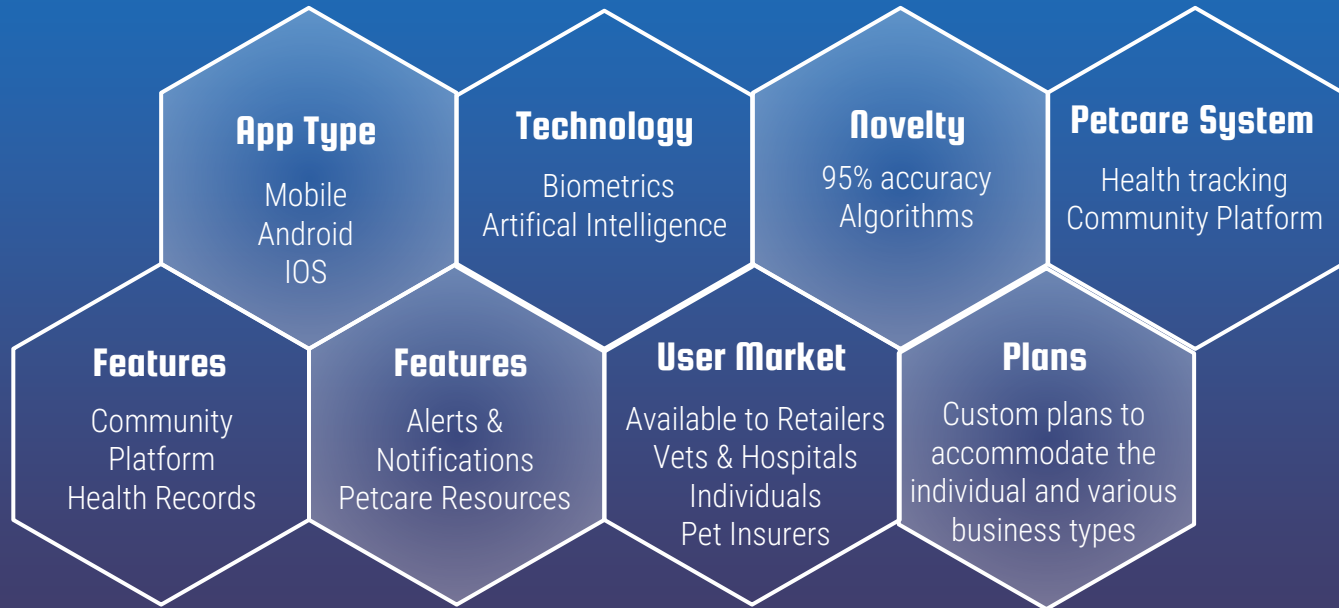 App Type
Mobile
Android
IOS
Technology
Biometrics
Artifical Intelligence
Novelty
95% accuracy
Algorithms
Petcare System
Health tracking
Community Platform
Features
Community
Platform
Health Records
Features
Alerts &
Notifications
Petcare Resources
User Market
Available to Retailers
Vets & Hospitals
Individuals
Pet Insurers
Plans
Custom plans to
accommodate the
individual and various
business types